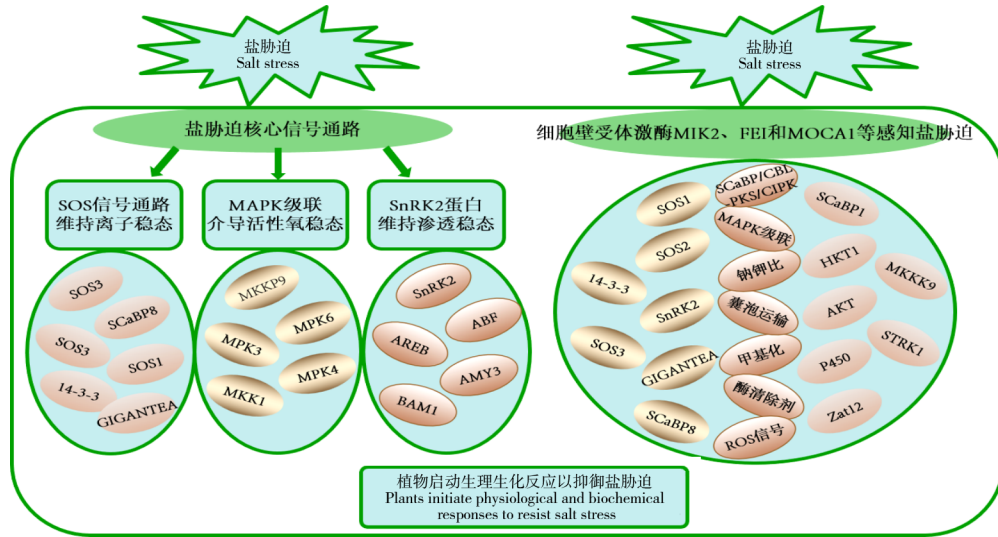 盐胁迫
Salt stress
盐胁迫
Salt stress
盐胁迫核心信号通路
细胞壁受体激酶MIK2、FEI和MOCA1等感知盐胁迫
SOS信号通路
维持离子稳态
MAPK级联
介导活性氧稳态
SnRK2蛋白
维持渗透稳态
SOS3
SCaBP8
SOS3
SOS1
14-3-3
GIGANTEA
MKKP9
MPK6
MPK3
MPK4
MKK1
SnRK2
ABF
AREB
AMY3
BAM1
SOS1
SOS2
14-3-3
SnRK2
SOS3
GIGANTEA
SCaBP8
SCaBP/CBL
PKS/CIPK
MAPK级联
钠钾比
囊泡运输
甲基化
酶清除剂
ROS信号
SCaBP1
HKT1
MKKK9
AKT
STRK1
P450
Zat12
植物启动生理生化反应以抑御盐胁迫
Plants initiate physiological and biochemical
responses to resist salt stress